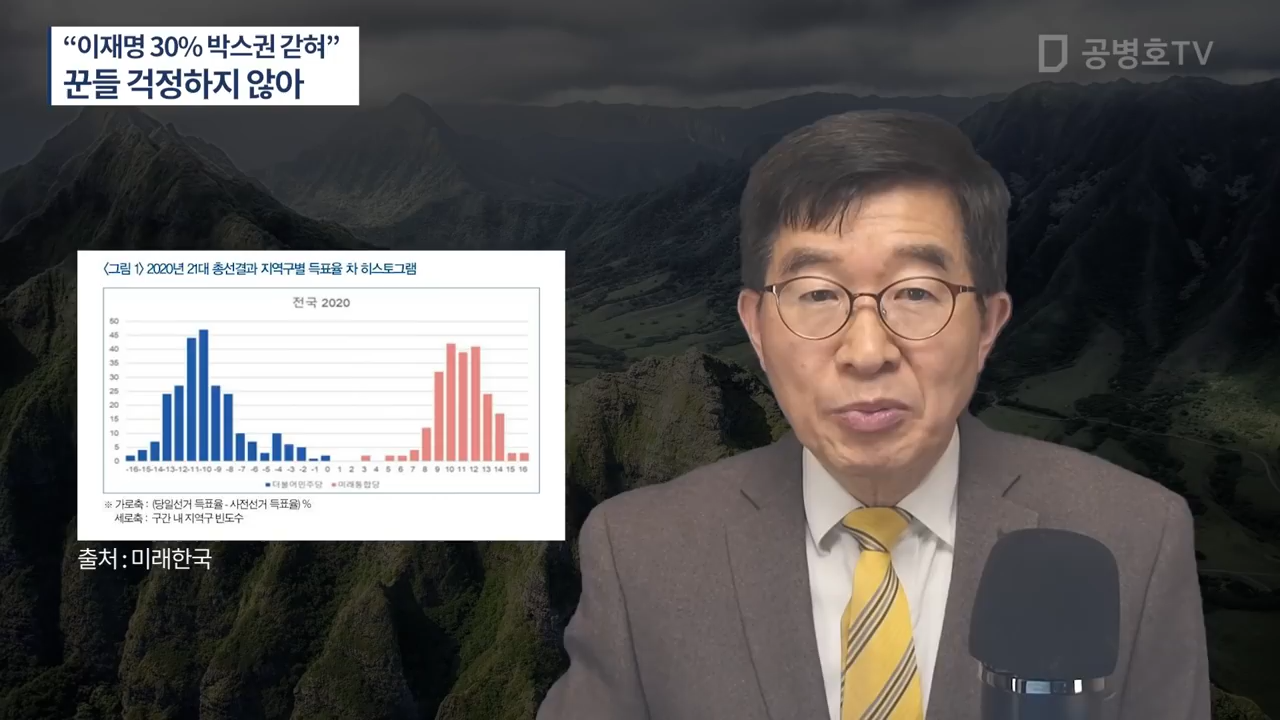 “이재명 30% 박스권 갇혀”
꾼들 걱정하지 않아
공병호TV
〈그림 1〉 2020년 21대 총선결과 지역구별 득표율 차 히스토그램
전국 2020
50
45
40
35
30
25
20
15
10
5
0
-16 -15 -14 -13 -12 -11 -10 -9 -8 -7 -6 -5 -4 -3 -2 -1 0 1 2 3 4 5 6 7 8 9 10 11 12 13 14 15 16
■더불어민주당 ■미래통합당
※ 가로축 : (당일선거 득표율 - 사전선거 득표율) %
세로축 : 구간 내 지역구 빈도수
출처 : 미래한국